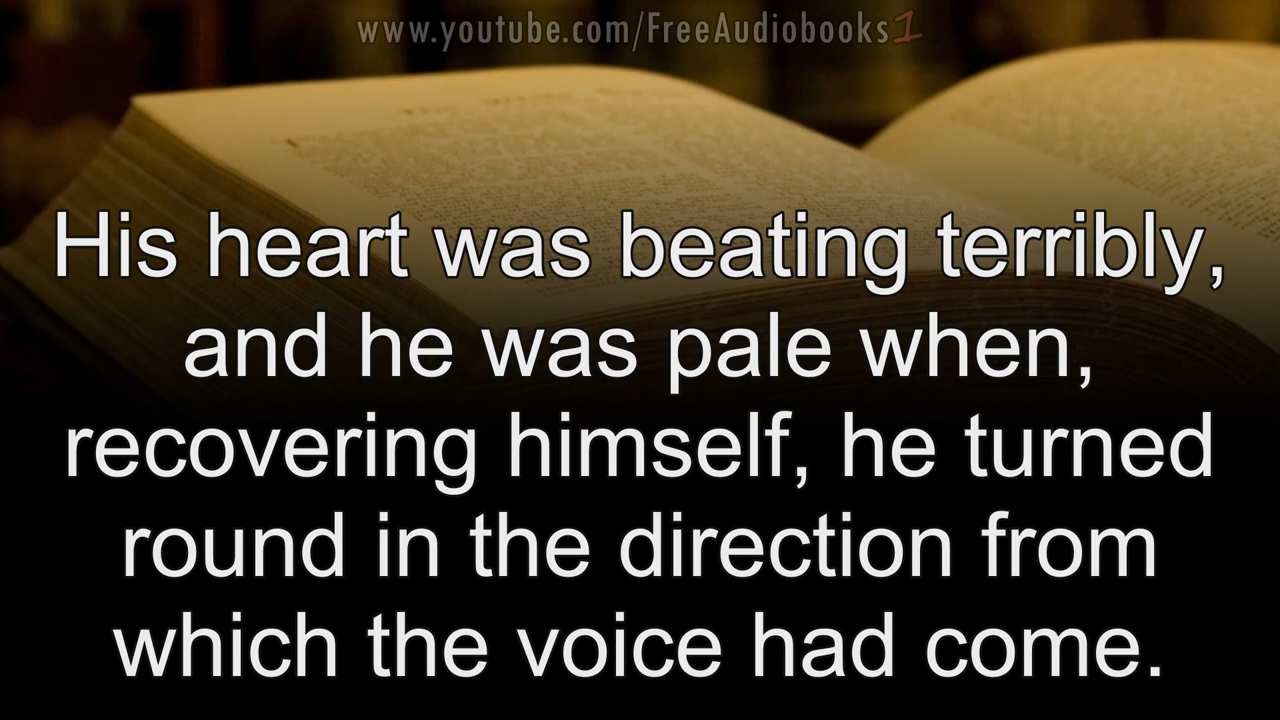 www.youtube.com/FreeAudiobooks1
His heart was beating terribly,
and he was pale when,
recovering himself, he turned
round in the direction from
which the voice had come.